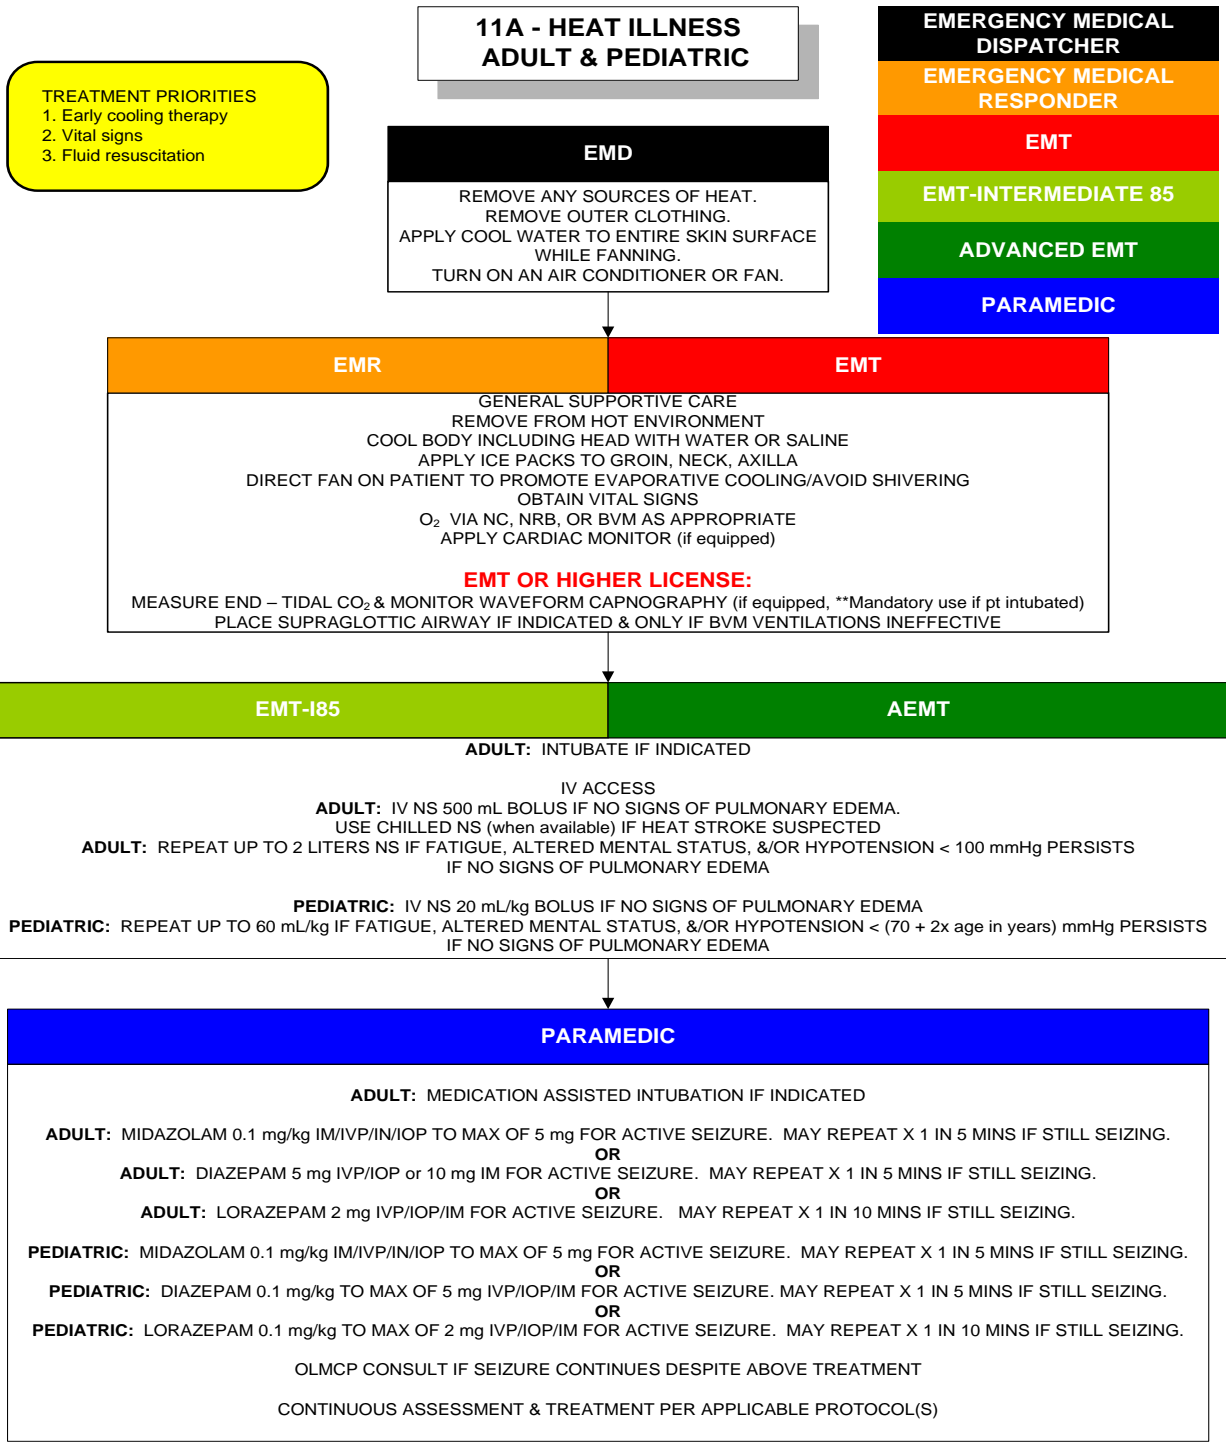 11A - HEAT ILLNESS
ADULT & PEDIATRIC
EMERGENCY MEDICAL
DISPATCHER
EMERGENCY MEDICAL
RESPONDER
EMT
EMT-INTERMEDIATE 85
ADVANCED EMT
PARAMEDIC
TREATMENT PRIORITIES
1. Early cooling therapy
2. Vital signs
3. Fluid resuscitation
EMD
REMOVE ANY SOURCES OF HEAT.
REMOVE OUTER CLOTHING.
APPLY COOL WATER TO ENTIRE SKIN SURFACE
WHILE FANNING.
TURN ON AN AIR CONDITIONER OR FAN.
EMR
EMT
GENERAL SUPPORTIVE CARE
REMOVE FROM HOT ENVIRONMENT
COOL BODY INCLUDING HEAD WITH WATER OR SALINE
APPLY ICE PACKS TO GROIN, NECK, AXILLA
DIRECT FAN ON PATIENT TO PROMOTE EVAPORATIVE COOLING/AVOID SHIVERING
OBTAIN VITAL SIGNS
O₂ VIA NC, NRB, OR BVM AS APPROPRIATE
APPLY CARDIAC MONITOR (if equipped)
EMT OR HIGHER LICENSE:
MEASURE END – TIDAL CO₂ & MONITOR WAVEFORM CAPNOGRAPHY (if equipped, **Mandatory use if pt intubated)
PLACE SUPRAGLOTTIC AIRWAY IF INDICATED & ONLY IF BVM VENTILATIONS INEFFECTIVE
EMT-I85
AEMT
ADULT: INTUBATE IF INDICATED
IV ACCESS
ADULT: IV NS 500 mL BOLUS IF NO SIGNS OF PULMONARY EDEMA.
USE CHILLED NS (when available) IF HEAT STROKE SUSPECTED
ADULT: REPEAT UP TO 2 LITERS NS IF FATIGUE, ALTERED MENTAL STATUS, &/OR HYPOTENSION < 100 mmHg PERSISTS
IF NO SIGNS OF PULMONARY EDEMA
PEDIATRIC: IV NS 20 mL/kg BOLUS IF NO SIGNS OF PULMONARY EDEMA
PEDIATRIC: REPEAT UP TO 60 mL/kg IF FATIGUE, ALTERED MENTAL STATUS, &/OR HYPOTENSION < (70 + 2x age in years) mmHg PERSISTS
IF NO SIGNS OF PULMONARY EDEMA
PARAMEDIC
ADULT: MEDICATION ASSISTED INTUBATION IF INDICATED
ADULT: MIDAZOLAM 0.1 mg/kg IM/IVP/IN/IOP TO MAX OF 5 mg FOR ACTIVE SEIZURE. MAY REPEAT X 1 IN 5 MINS IF STILL SEIZING.
OR
ADULT: DIAZEPAM 5 mg IVP/IOP or 10 mg IM FOR ACTIVE SEIZURE. MAY REPEAT X 1 IN 5 MINS IF STILL SEIZING.
OR
ADULT: LORAZEPAM 2 mg IVP/IOP/IM FOR ACTIVE SEIZURE. MAY REPEAT X 1 IN 10 MINS IF STILL SEIZING.
PEDIATRIC: MIDAZOLAM 0.1 mg/kg IM/IVP/IN/IOP TO MAX OF 5 mg FOR ACTIVE SEIZURE. MAY REPEAT X 1 IN 5 MINS IF STILL SEIZING.
OR
PEDIATRIC: DIAZEPAM 0.1 mg/kg TO MAX OF 5 mg IVP/IOP/IM FOR ACTIVE SEIZURE. MAY REPEAT X 1 IN 5 MINS IF STILL SEIZING.
OR
PEDIATRIC: LORAZEPAM 0.1 mg/kg TO MAX OF 2 mg IVP/IOP/IM FOR ACTIVE SEIZURE. MAY REPEAT X 1 IN 10 MINS IF STILL SEIZING.
OLMCP CONSULT IF SEIZURE CONTINUES DESPITE ABOVE TREATMENT
CONTINUOUS ASSESSMENT & TREATMENT PER APPLICABLE PROTOCOL(S)